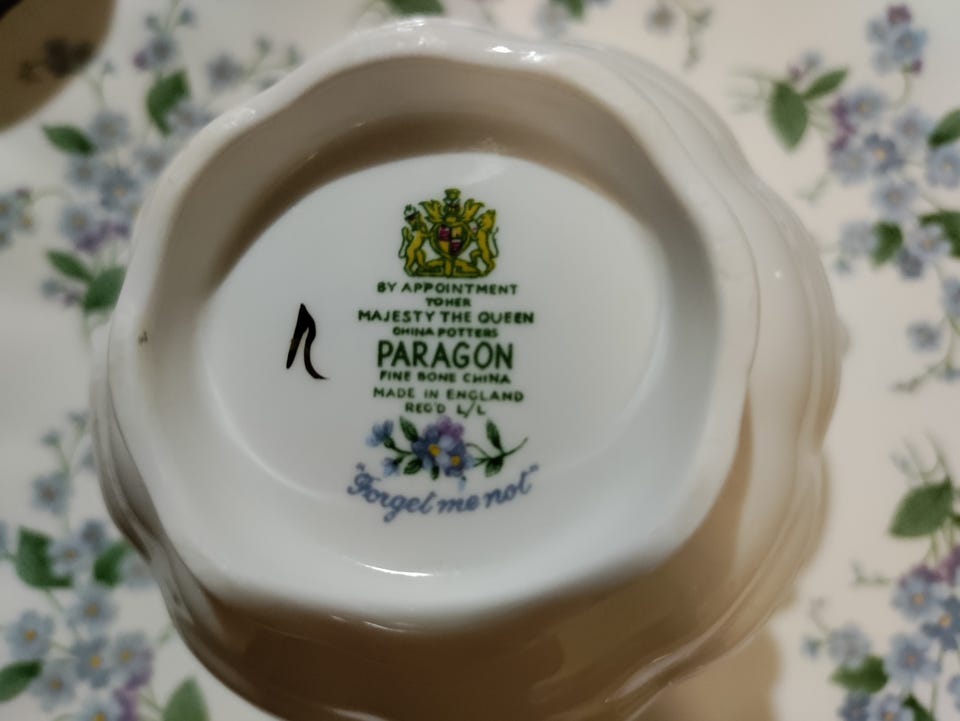 BY APPOINTMENT
TO HER
MAJESTY THE QUEEN
CHINA POTTERS
PARAGON
FINE BONE CHINA
MADE IN ENGLAND
REG'D L/L
"Forget me not"